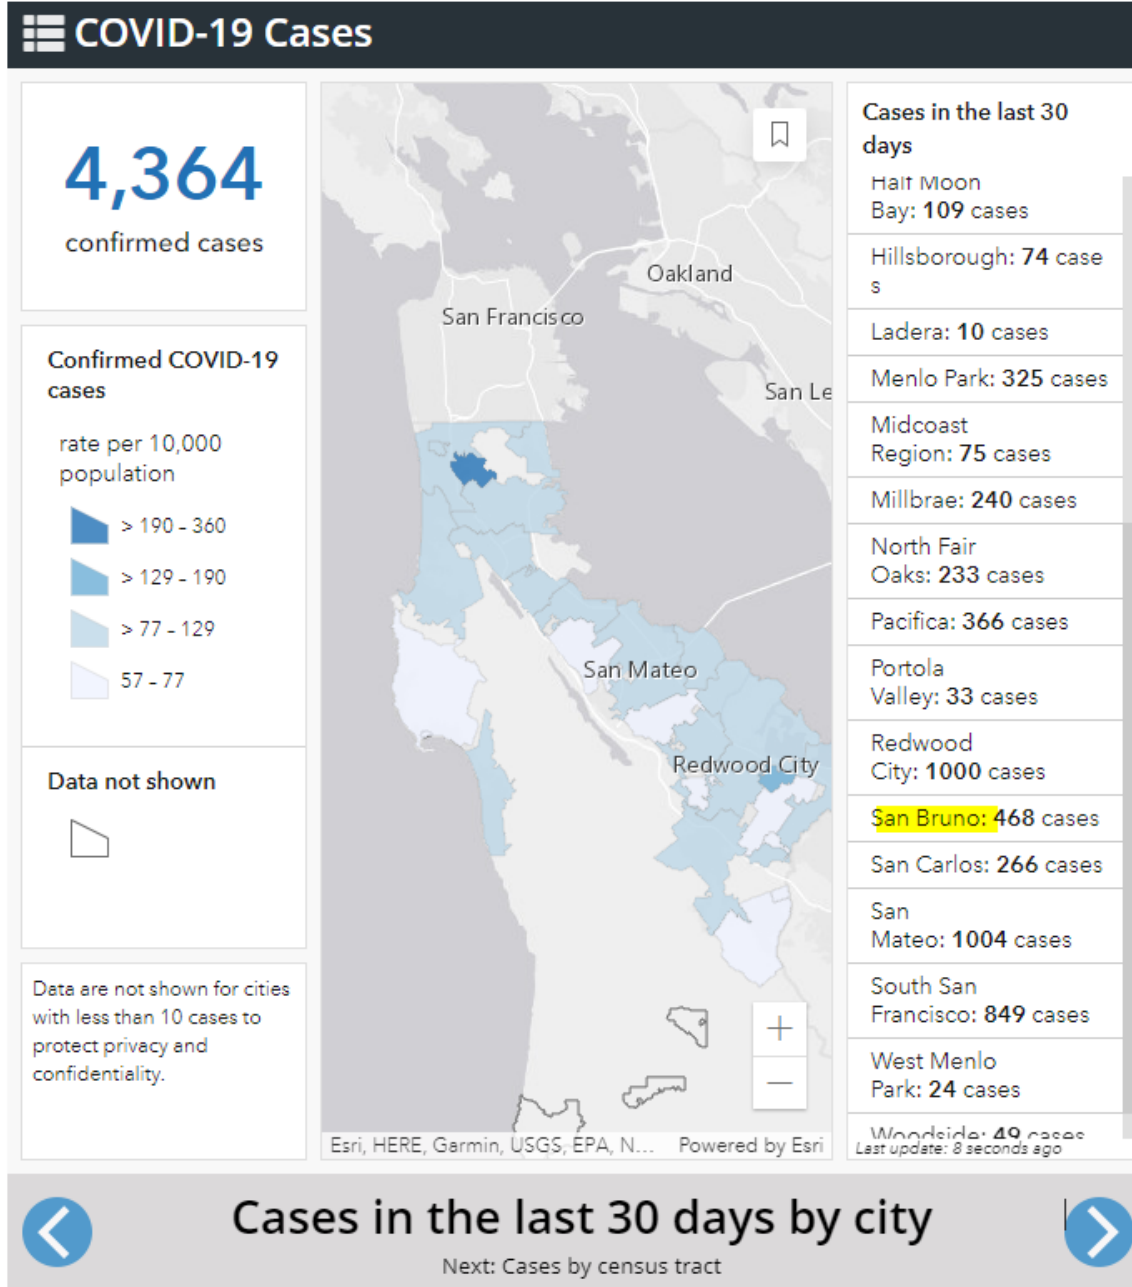 COVID-19 Cases
4,364
confirmed cases
Confirmed COVID-19
cases
rate per 10,000
population
> 190 - 360
> 129 - 190
> 77 - 129
57 - 77
Data not shown
Data are not shown for cities
with less than 10 cases to
protect privacy and
confidentiality.
Oakland
San Francisco
San Le
San Mateo
Redwood City
Esri, HERE, Garmin, USGS, EPA, N... Powered by Esri
Cases in the last 30
days
Half Moon
Bay: 109 cases
Hillsborough: 74 case
s
Ladera: 10 cases
Menlo Park: 325 cases
Midcoast
Region: 75 cases
Millbrae: 240 cases
North Fair
Oaks: 233 cases
Pacifica: 366 cases
Portola
Valley: 33 cases
Redwood
City: 1000 cases
San Bruno: 468 cases
San Carlos: 266 cases
San
Mateo: 1004 cases
South San
Francisco: 849 cases
West Menlo
Park: 24 cases
Woodside: 49 cases
Last update: 8 seconds ago
Cases in the last 30 days by city
Next: Cases by census tract